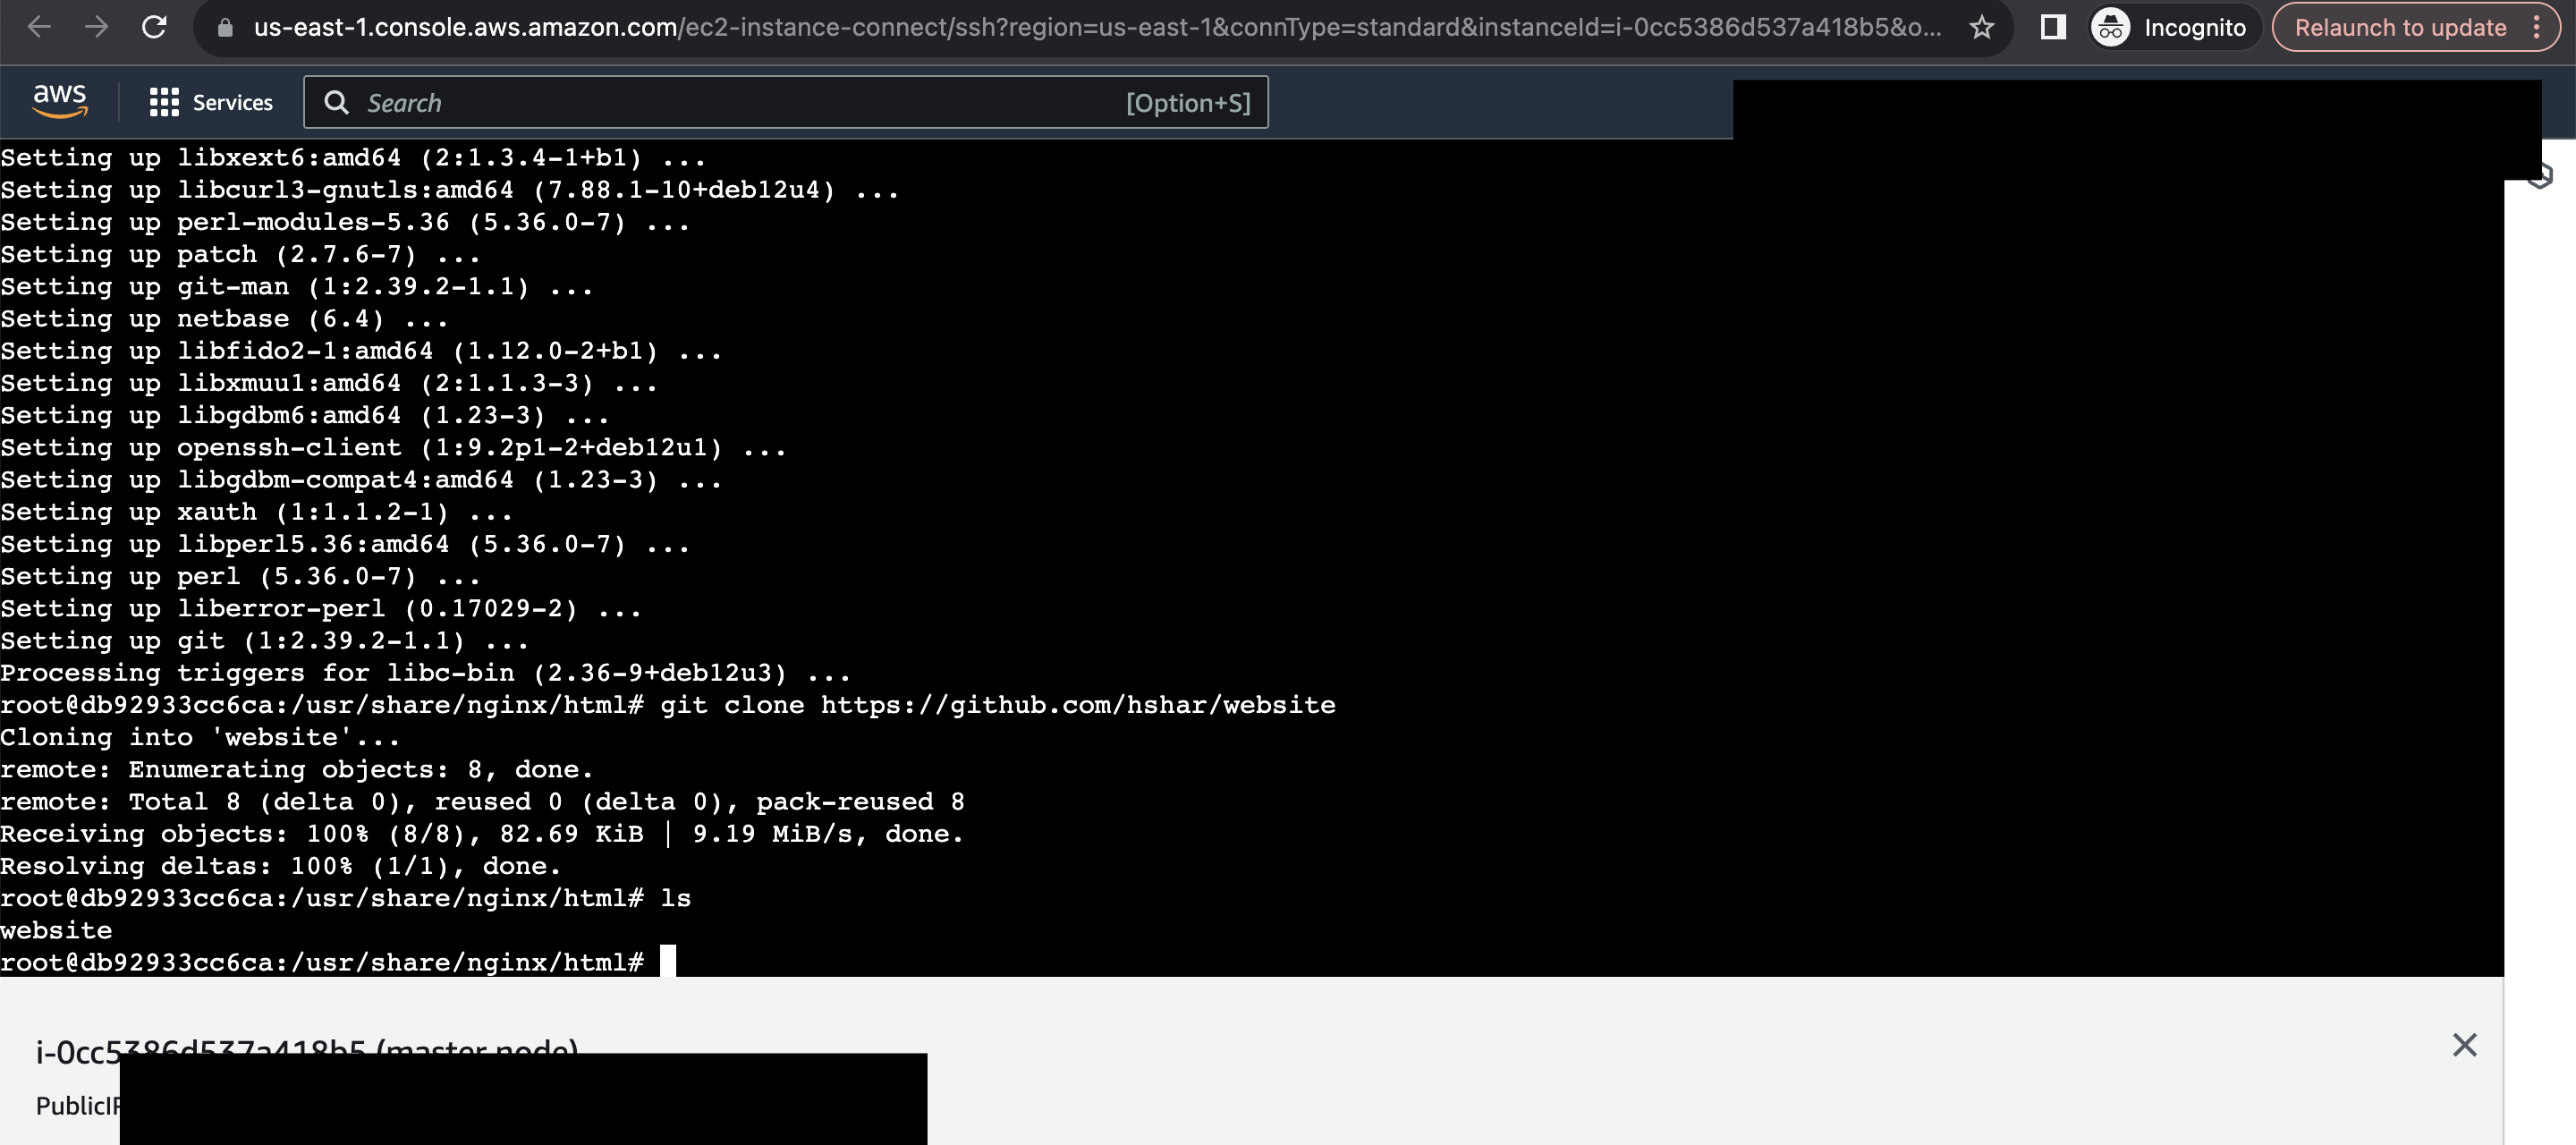 us-east-1.console.aws.amazon.com/ec2-instance-connect/ssh?region=us-east-1&connType=standard&instanceId=i-0cc5386d537a418b5&o...
Incognito
Relaunch to update
aws
Services
Search
[Option+S]
Setting up libxext6:amd64 (2:1.3.4-1+b1) ...
Setting up libcurl3-gnutls:amd64 (7.88.1-10+deb12u4) ...
Setting up perl-modules-5.36 (5.36.0-7) ...
Setting up patch (2.7.6-7) ...
Setting up git-man (1:2.39.2-1.1) ...
Setting up netbase (6.4) ...
Setting up libfido2-1:amd64 (1.12.0-2+b1) ...
Setting up libxmuu1:amd64 (2:1.1.3-3) ...
Setting up libgdbm6:amd64 (1.23-3) ...
Setting up openssh-client (1:9.2p1-2+deb12u1) ...
Setting up libgdbm-compat4:amd64 (1.23-3) ...
Setting up xauth (1:1.1.2-1) ...
Setting up libperl5.36:amd64 (5.36.0-7) ...
Setting up perl (5.36.0-7) ...
Setting up liberror-perl (0.17029-2) ...
Setting up git (1:2.39.2-1.1) ...
Processing triggers for libc-bin (2.36-9+deb12u3) ...
root@db92933cc6ca:/usr/share/nginx/html# git clone https://github.com/hshar/website
Cloning into 'website'...
remote: Enumerating objects: 8, done.
remote: Total 8 (delta 0), reused 0 (delta 0), pack-reused 8
Receiving objects: 100% (8/8), 82.69 KiB | 9.19 MiB/s, done.
Resolving deltas: 100% (1/1), done.
root@db92933cc6ca:/usr/share/nginx/html# ls
website
root@db92933cc6ca:/usr/share/nginx/html#
i-0cc5386d537a418b5 (master node)